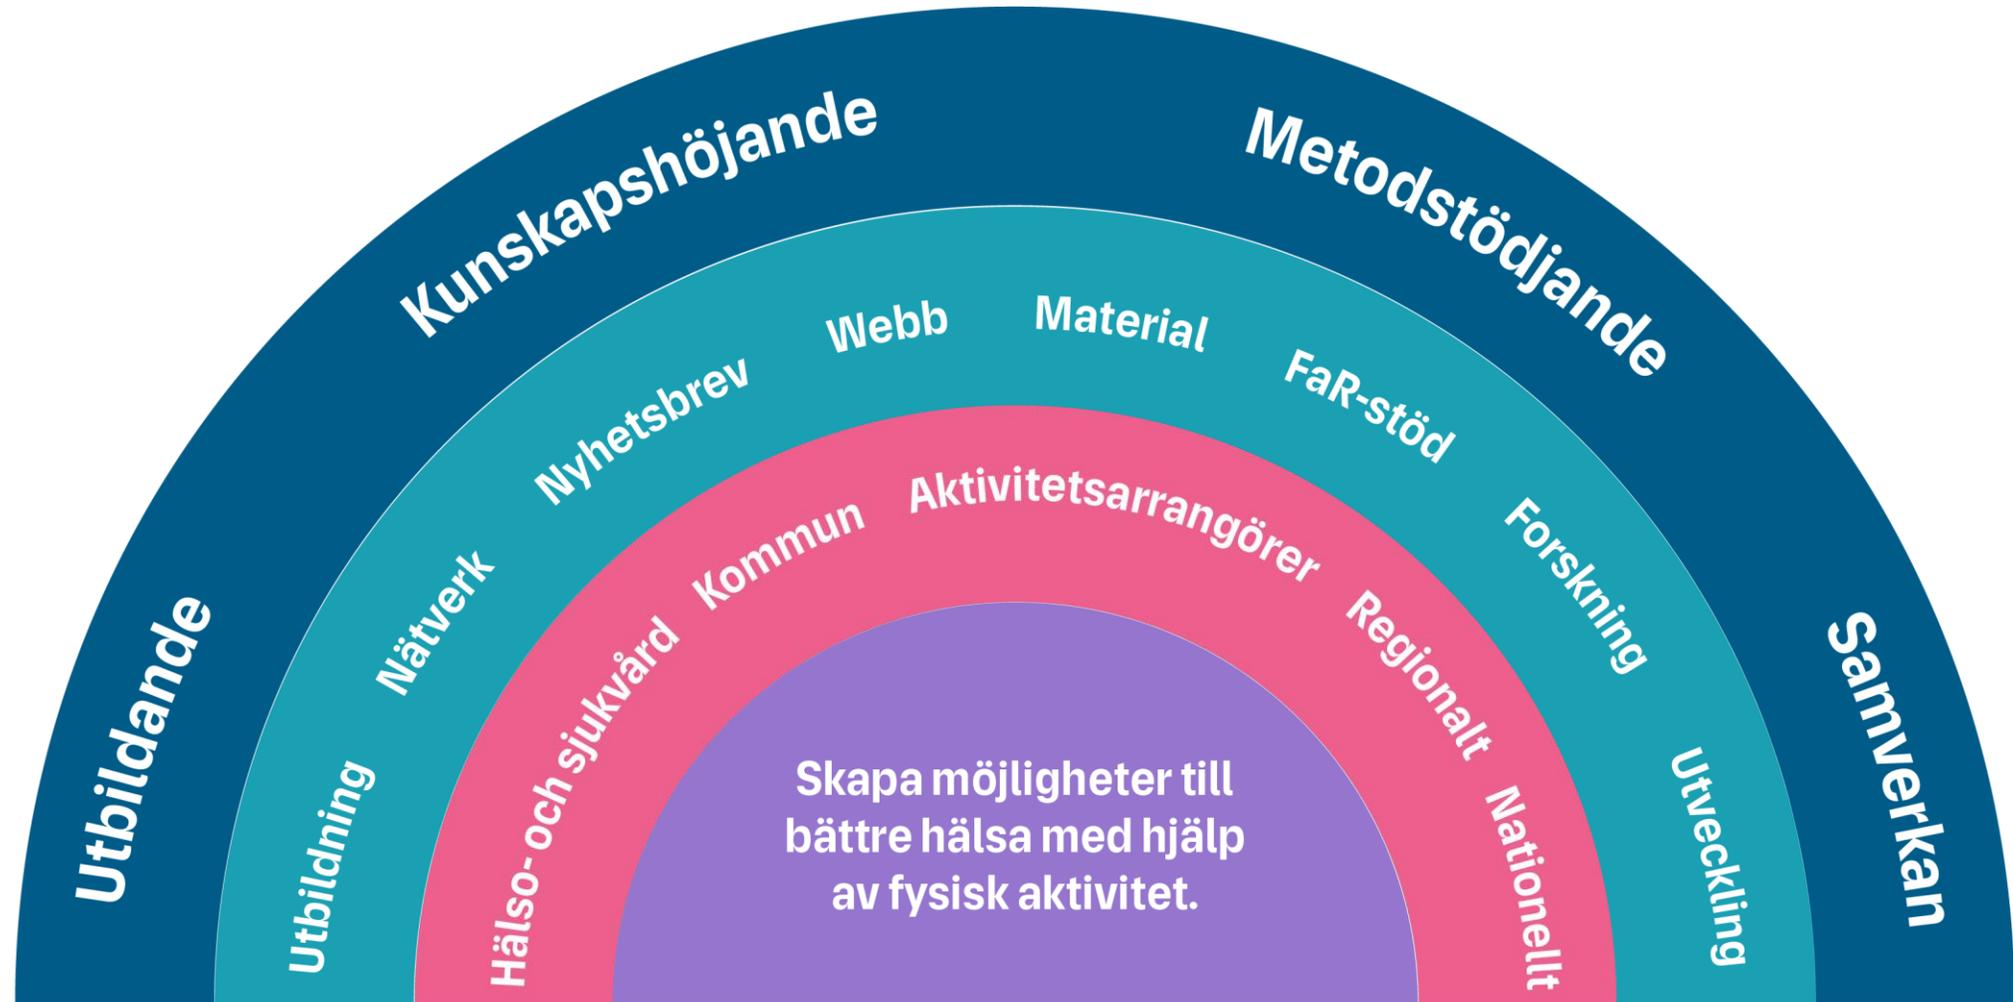 Utbildande
Kunskapshöjande
Metodstödjande
Samverkan
Utbildning
Nätverk
Nyhetsbrev
Webb
Material
FaR-stöd
Forskning
Utveckling
Hälso- och sjukvård
Kommun
Aktivitetsarrangörer
Regionalt
Nationellt
Skapa möjligheter till
bättre hälsa med hjälp
av fysisk aktivitet.